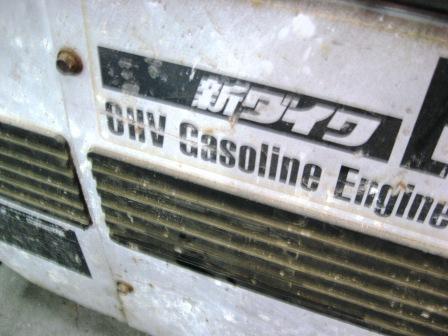 新ダイワ
OHV Gasoline Engine